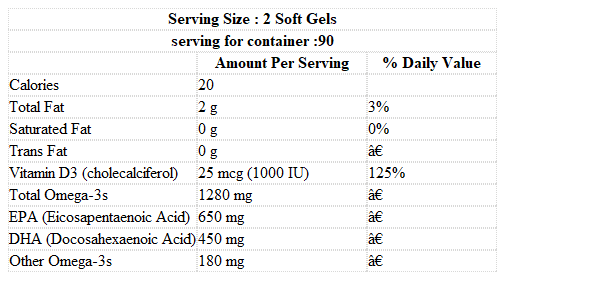 Serving Size : 2 Soft Gels
serving for container :90
Amount Per Serving % Daily Value
Calories 20
Total Fat 2 g 3%
Saturated Fat 0 g 0%
Trans Fat 0 g â€
Vitamin D3 (cholecalciferol) 25 mcg (1000 IU) 125%
Total Omega-3s 1280 mg â€
EPA (Eicosapentaenoic Acid) 650 mg â€
DHA (Docosahexaenoic Acid) 450 mg â€
Other Omega-3s 180 mg â€